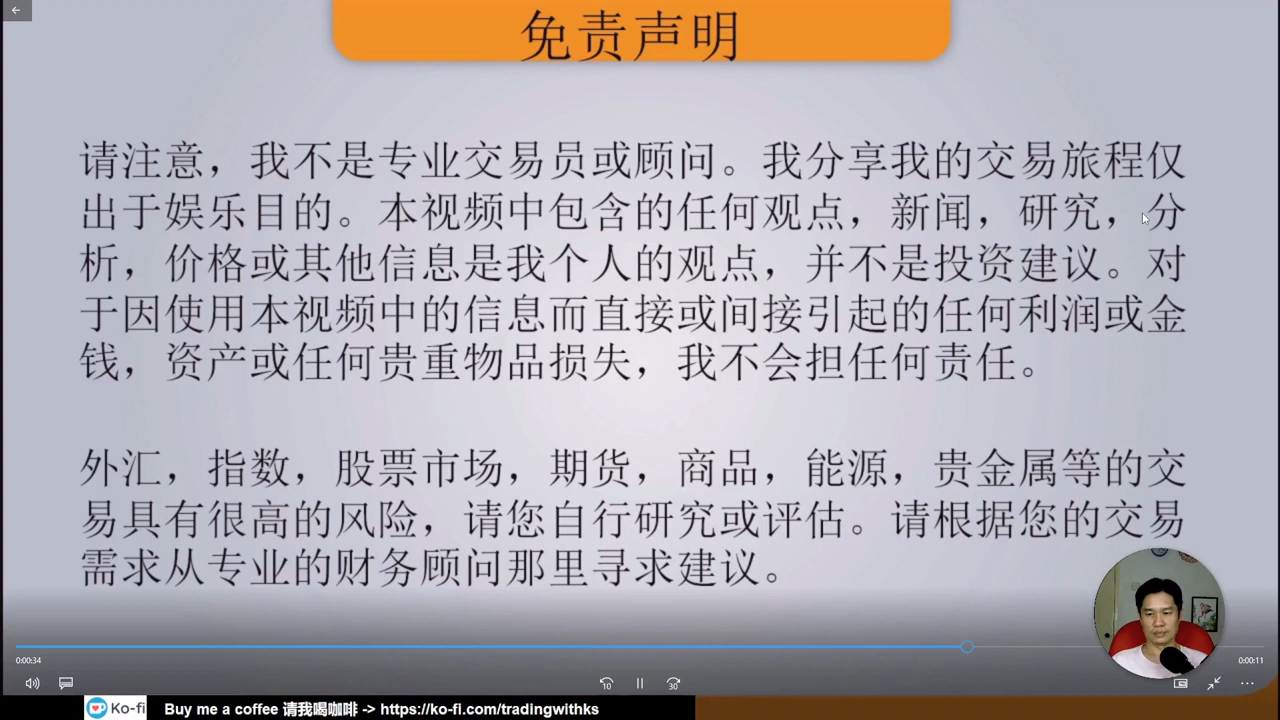 免责声明
请注意，我不是专业交易员或顾问。我分享我的交易旅程仅
出于娱乐目的。本视频中包含的任何观点，新闻，研究，分
析，价格或其他信息是我个人的观点，并不是投资建议。对
于因使用本视频中的信息而直接或间接引起的任何利润或金
钱，资产或任何贵重物品损失，我不会担任何责任。
外汇，指数，股票市场，期货，商品，能源，贵金属等的交
易具有很高的风险，请您自行研究或评估。请根据您的交易
需求从专业的财务顾问那里寻求建议。
0:00:34
0:00:11
10
30
Ko-fi
Buy me a coffee 请我喝咖啡 -> https://ko-fi.com/tradingwithks